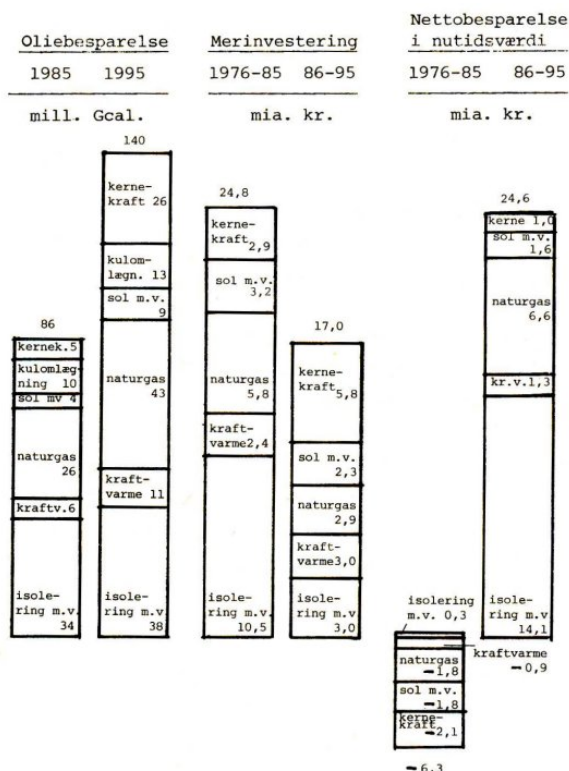 Oliebesparelse
1985 1995
mill. Gcal.
86
kernek.5
kulomlæg-
ning 10
sol mv 4
naturgas
26
kraftv.6
isole-
ring m.v.
34
140
kerne-
kraft 26
kulom-
lægn. 13
sol m.v.
9
naturgas
43
kraft-
varme 11
isole-
ring m.v.
38
Merinvestering
1976-85 86-95
mia. kr.
24,8
kerne-
kraft
2,9
sol m.v.
3,2
naturgas
5,8
kraft-
varme2,4
isole-
ring m.v.
10,5
17,0
kerne-
kraft
5,8
sol m.v.
2,3
naturgas
2,9
kraft-
varme3,0
isole-
ring m.v.
3,0
Nettobesparelse
i nutidsværdi
1976-85 86-95
mia. kr.
isolering
m.v. 0,3
kraftvarme
-0,9
naturgas
-1,8
sol m.v.
-1,8
kerne-
kraft
-2,1
-6,3
24,6
kerne 1,0
sol m.v.
1,6
naturgas
6,6
kr.v.1,3
isole-
ring m.v
14,1